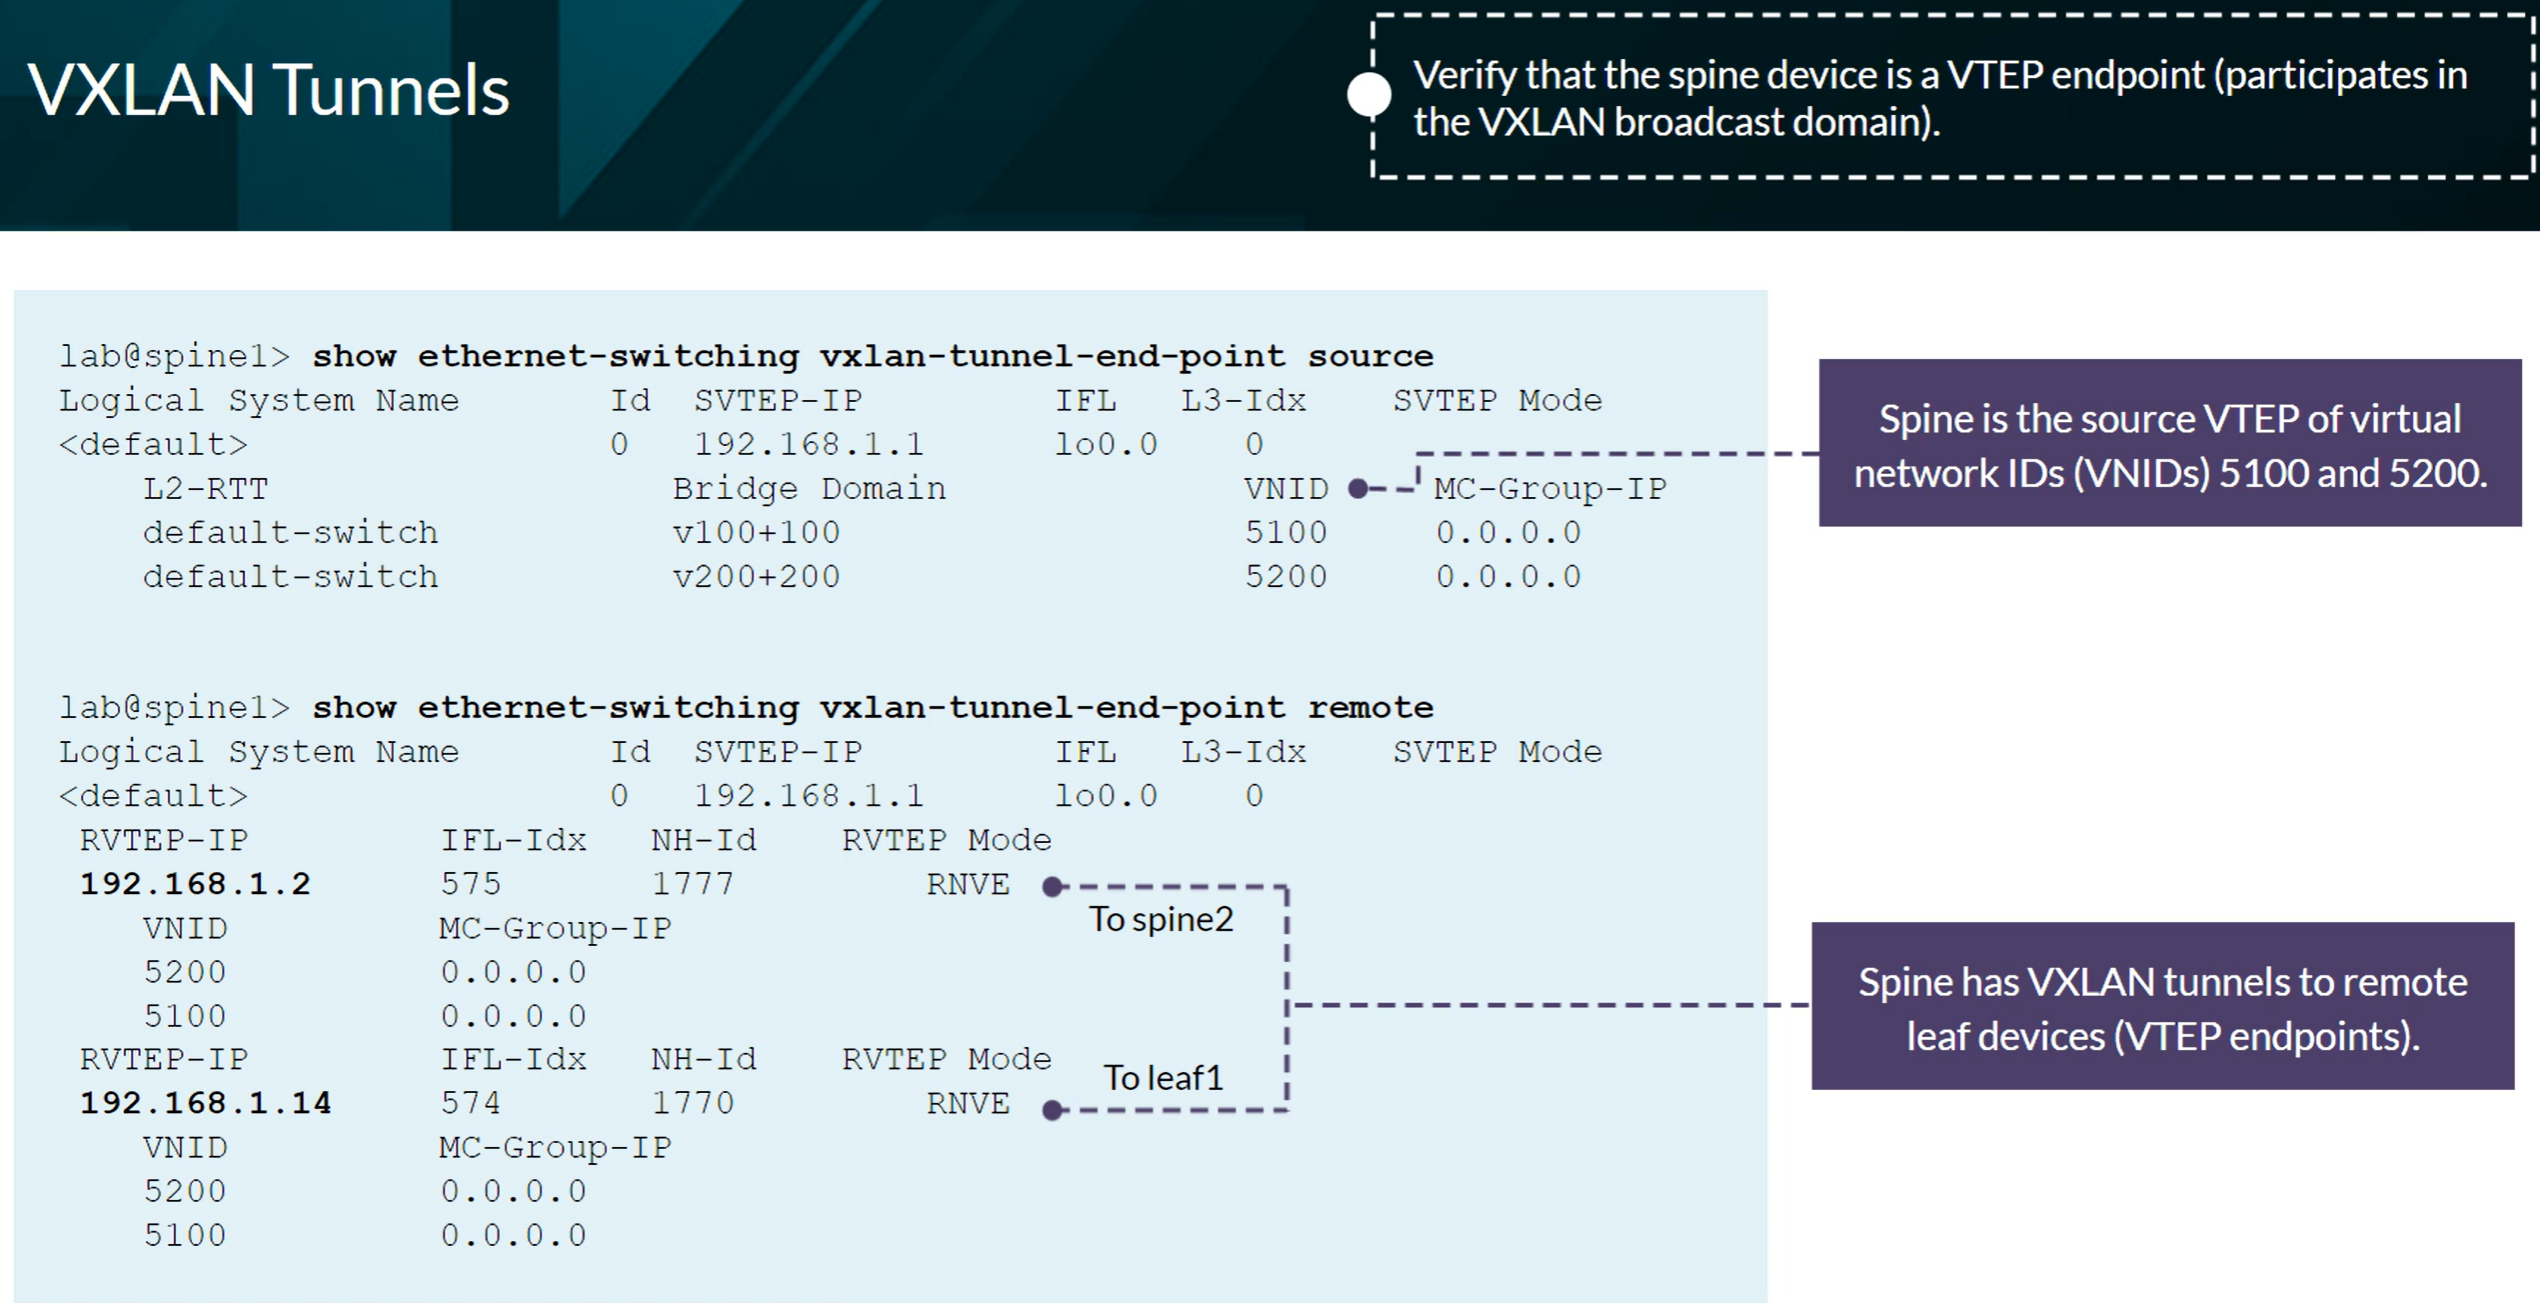 VXLAN Tunnels
Verify that the spine device is a VTEP endpoint (participates in
the VXLAN broadcast domain).
lab@spine1> show ethernet-switching vxlan-tunnel-end-point source
Logical System Name Id SVTEP-IP IFL L3-Idx SVTEP Mode
<default> 0 192.168.1.1 lo0.0 0
L2-RTT Bridge Domain VNID MC-Group-IP
default-switch v100+100 5100 0.0.0.0
default-switch v200+200 5200 0.0.0.0
Spine is the source VTEP of virtual
network IDs (VNIDs) 5100 and 5200.
lab@spine1> show ethernet-switching vxlan-tunnel-end-point remote
Logical System Name Id SVTEP-IP IFL L3-Idx SVTEP Mode
<default> 0 192.168.1.1 lo0.0 0
RVTEP-IP IFL-Idx NH-Id RVTEP Mode
192.168.1.2 575 1777 RNVE
To spine2
VNID MC-Group-IP
5200 0.0.0.0
5100 0.0.0.0
RVTEP-IP IFL-Idx NH-Id RVTEP Mode
To leaf1
192.168.1.14 574 1770 RNVE
VNID MC-Group-IP
5200 0.0.0.0
5100 0.0.0.0
Spine has VXLAN tunnels to remote
leaf devices (VTEP endpoints).